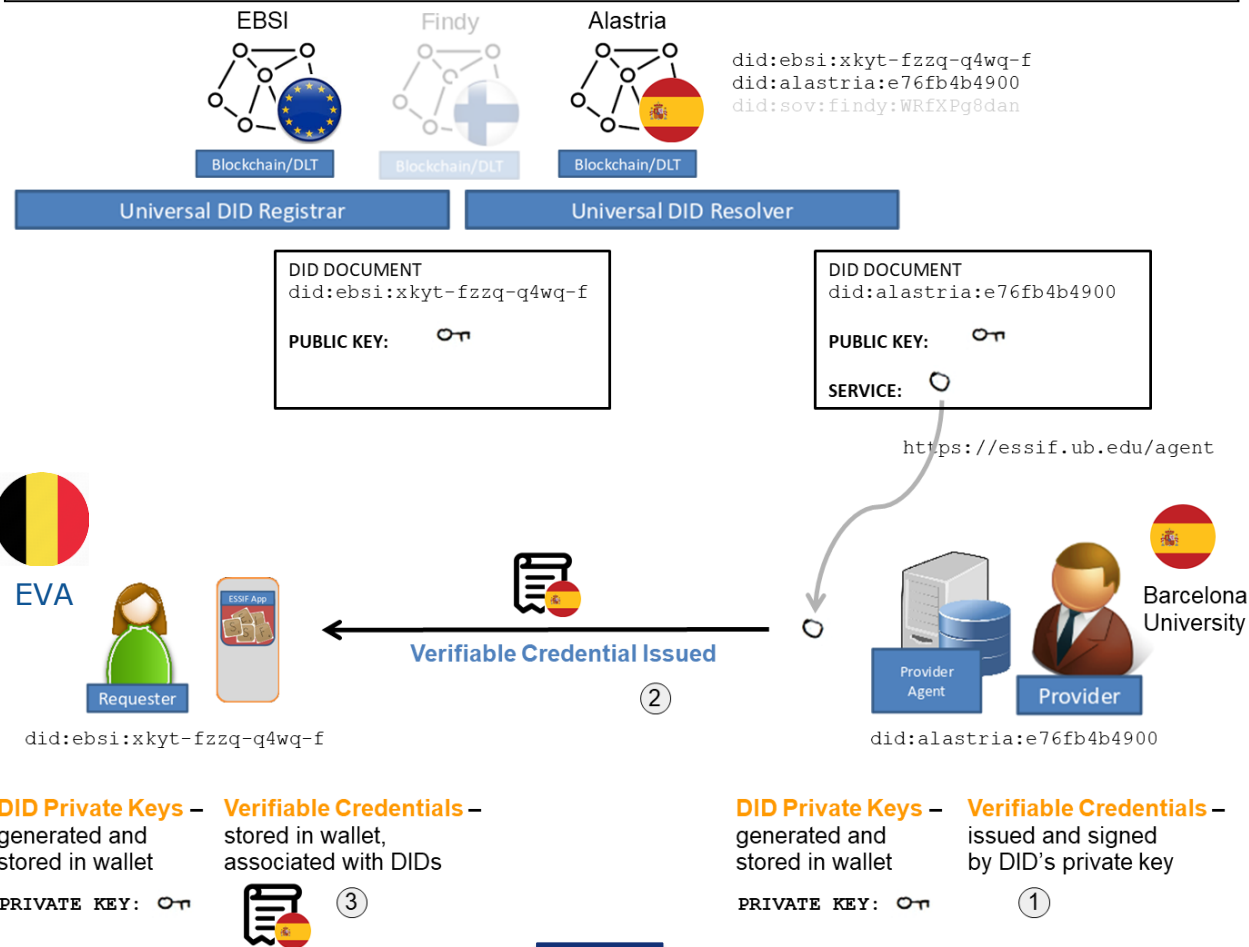 EBSI
Findy
Alastria
did:ebsi:xkyt-fzzq-q4wq-f
did:alastria:e76fb4b4900
did:sov:findy:WRfXPg8dan
Blockchain/DLT
Blockchain/DLT
Blockchain/DLT
Universal DID Registrar
Universal DID Resolver
DID DOCUMENT
did:ebsi:xkyt-fzzq-q4wq-f
PUBLIC KEY:
DID DOCUMENT
did:alastria:e76fb4b4900
PUBLIC KEY:
SERVICE:
https://essif.ub.edu/agent
EVA
ESSIF App
Requester
did:ebsi:xkyt-fzzq-q4wq-f
Verifiable Credential Issued
2
Barcelona
University
Provider
Agent
Provider
did:alastria:e76fb4b4900
DID Private Keys –
generated and
stored in wallet
PRIVATE KEY:
Verifiable Credentials –
stored in wallet,
associated with DIDs
3
DID Private Keys –
generated and
stored in wallet
PRIVATE KEY:
Verifiable Credentials –
issued and signed
by DID's private key
1